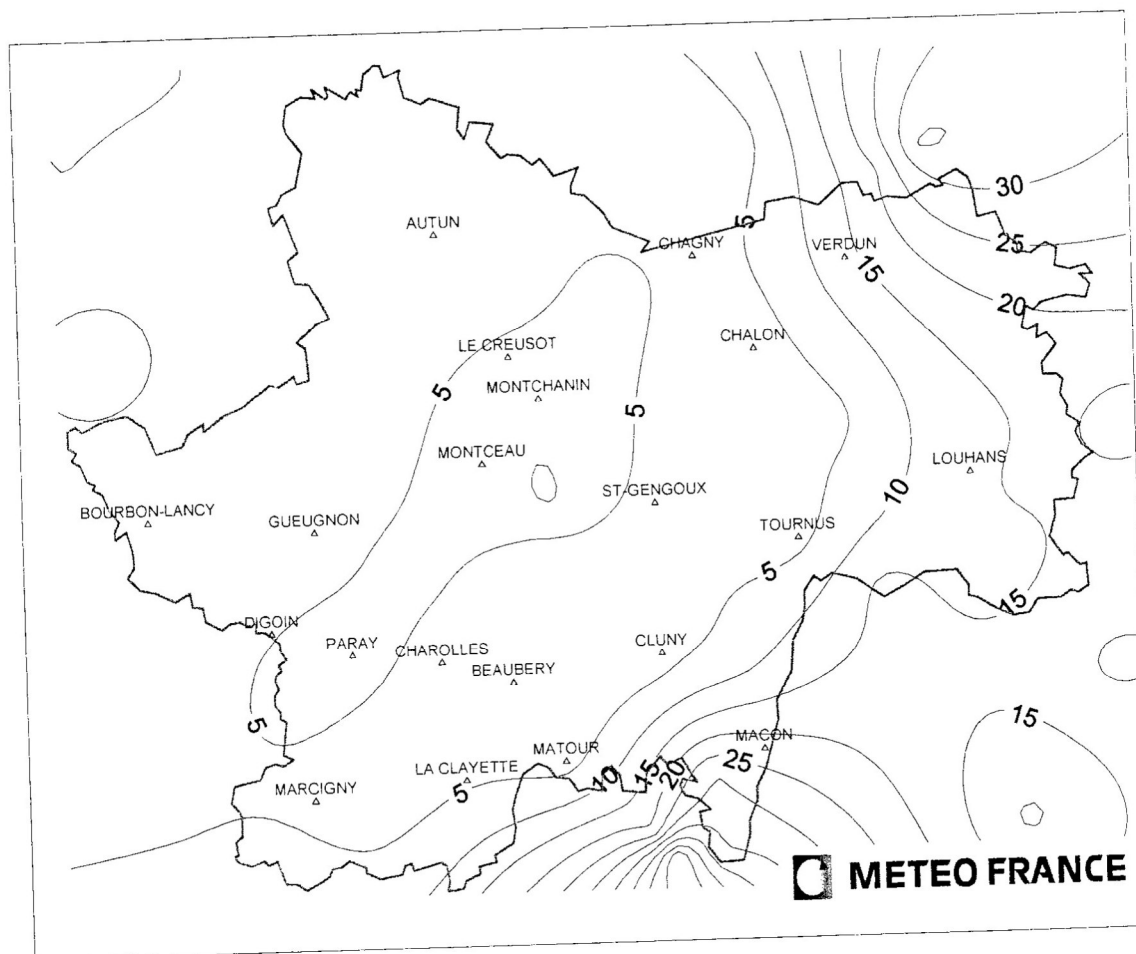 30
5
AUTUN
CHAGNY
VERDUN
25
15
20
LE CREUSOT
CHALON
5
MONTCHANIN
5
MONTCEAU
LOUHANS
ST-GENGOUX
10
BOURBON-LANCY
GUEUGNON
TOURNUS
5
15
DIGOIN
PARAY
CHAROLLES
CLUNY
BEAUBERY
5
15
MATOUR
MACON
LA CLAYETTE
10
15
20
25
MARCIGNY
5
METEO FRANCE